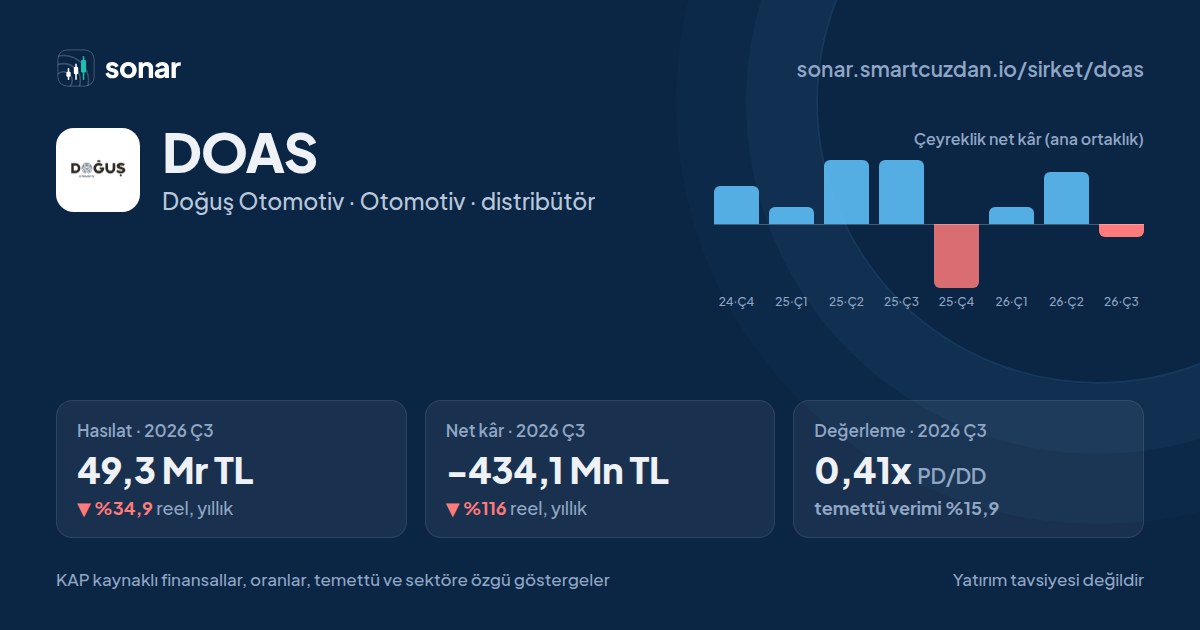 sonar
sonar.smartcuzdan.io/sirket/doas
DOĞUŞ
DOAS
Doğuş Otomotiv · Otomotiv · distribütör
Çeyreklik net kâr (ana ortaklık)
24-Ç4 25-Ç1 25-Ç2 25-Ç3 25-Ç4 26-Ç1 26-Ç2 26-Ç3
Hasılat · 2026 Ç3
49,3 Mr TL
▼ %34,9 reel, yıllık
Net kâr · 2026 Ç3
−434,1 Mn TL
▼ %116 reel, yıllık
Değerleme · 2026 Ç3
0,41x PD/DD
temettü verimi %15,9
KAP kaynaklı finansallar, oranlar, temettü ve sektöre özgü göstergeler
Yatırım tavsiyesi değildir